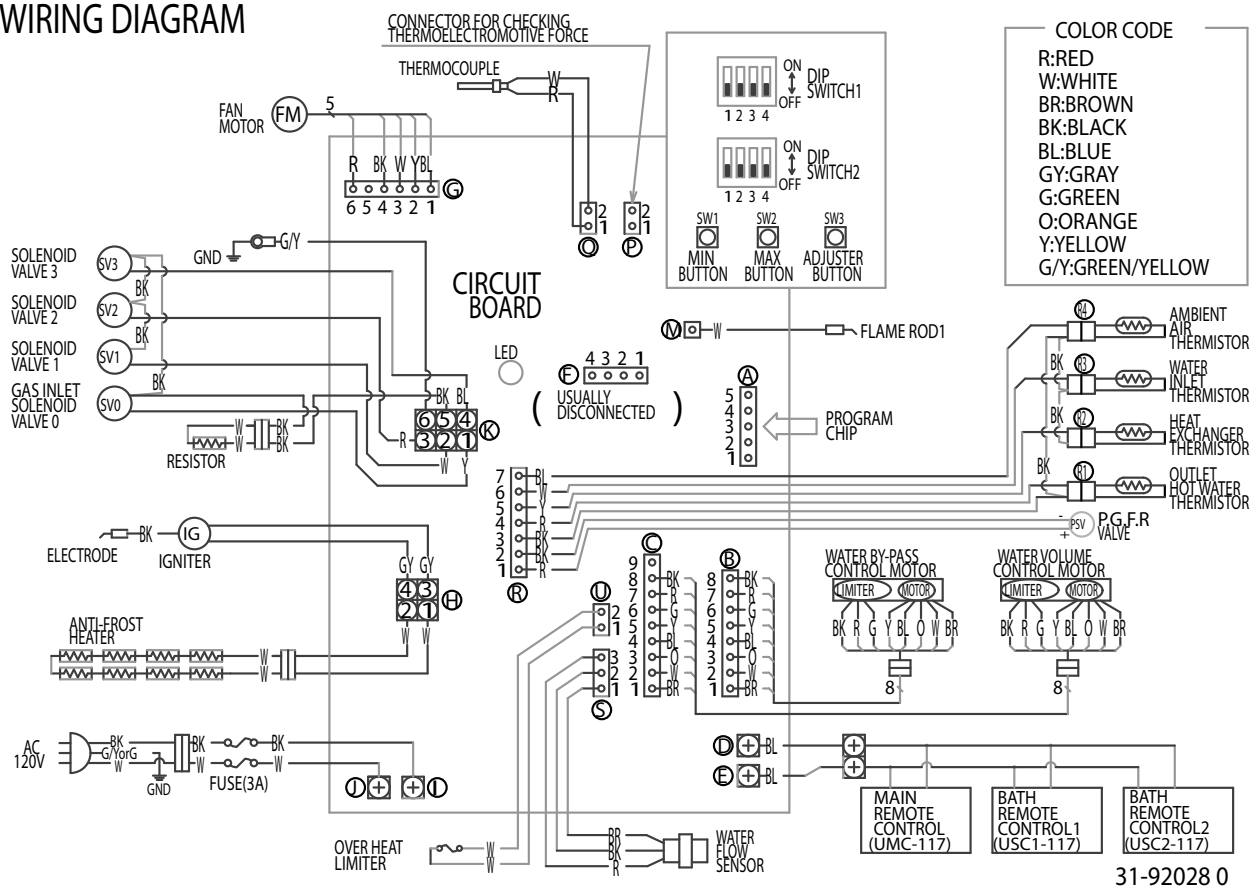 WIRING DIAGRAM
CONNECTOR FOR CHECKING
THERMOELECTROMOTIVE FORCE
THERMOCOUPLE
W
R
FAN
MOTOR
FM
5
R BK W Y BL
6 5 4 3 2 1
G
2
1
Q
2
1
P
ON
OFF
DIP
SWITCH1
1 2 3 4
ON
OFF
DIP
SWITCH2
1 2 3 4
SW1
MIN
BUTTON
SW2
MAX
BUTTON
SW3
ADJUSTER
BUTTON
COLOR CODE
R:RED
W:WHITE
BR:BROWN
BK:BLACK
BL:BLUE
GY:GRAY
G:GREEN
O:ORANGE
Y:YELLOW
G/Y:GREEN/YELLOW
GND
G/Y
SOLENOID
VALVE 3
SV3
BK
SOLENOID
VALVE 2
SV2
BK
SOLENOID
VALVE 1
SV1
BK
GAS INLET
SOLENOID
VALVE 0
SV0
W
W
BK
BK
RESISTOR
CIRCUIT
BOARD
LED
F
4 3 2 1
( USUALLY
DISCONNECTED )
M
W
FLAME ROD1
A
5
4
3
2
1
PROGRAM
CHIP
BK BL
6 5 4
R
3 2 1
K
W Y
R4
AMBIENT
AIR
THERMISTOR
BK
R3
WATER
INLET
THERMISTOR
BK
R2
HEAT
EXCHANGER
THERMISTOR
BK
R1
OUTLET
HOT WATER
THERMISTOR
-
+
PSV
P.G.F.R
VALVE
7 BL
6 W
5 Y
4 R
3 BK
2 BK
1 R
R
ELECTRODE
BK
IG
IGNITER
GY GY
4 3
2 1
H
W W
ANTI-FROST
HEATER
W
W
C
9
8 BK
7 R
6 G
5 Y
4 BL
3 O
2 W
1 BR
B
8 BK
7 R
6 G
5 Y
4 BL
3 O
2 W
1 BR
U
2
1
3
2
1
S
WATER BY-PASS
CONTROL MOTOR
LIMITER MOTOR
BK R G Y BL O W BR
8
WATER VOLUME
CONTROL MOTOR
LIMITER MOTOR
BK R G Y BL O W BR
8
AC
120V
BK
G/YorG
W
GND
BK
W
BK
W
FUSE(3A)
J
I
D
BL
E
BL
MAIN
REMOTE
CONTROL
(UMC-117)
BATH
REMOTE
CONTROL1
(USC1-117)
BATH
REMOTE
CONTROL2
(USC2-117)
OVER HEAT
LIMITER
W
W
BR
BK
R
WATER
FLOW
SENSOR
31-92028 0